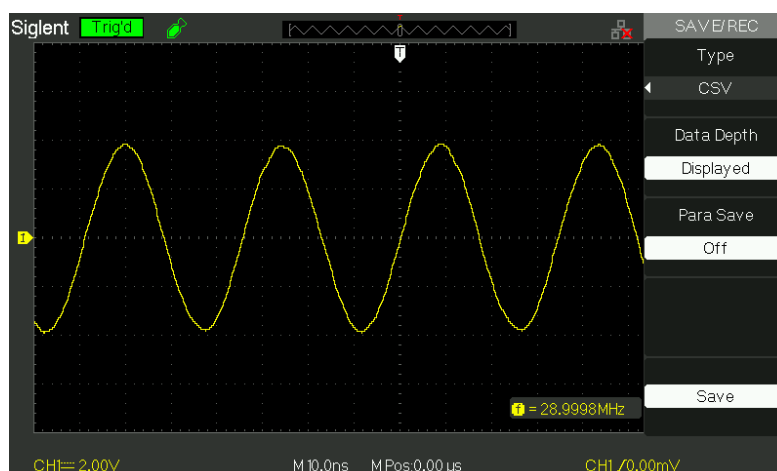 Siglent Trig'd T SAVE/REC
T
Type
CSV
Data Depth
Displayed
Para Save
Off
1
f = 28.9998MHz
Save
CH1 2.00V M 10.0ns M Pos:0.00 us CH1 /0.00mV